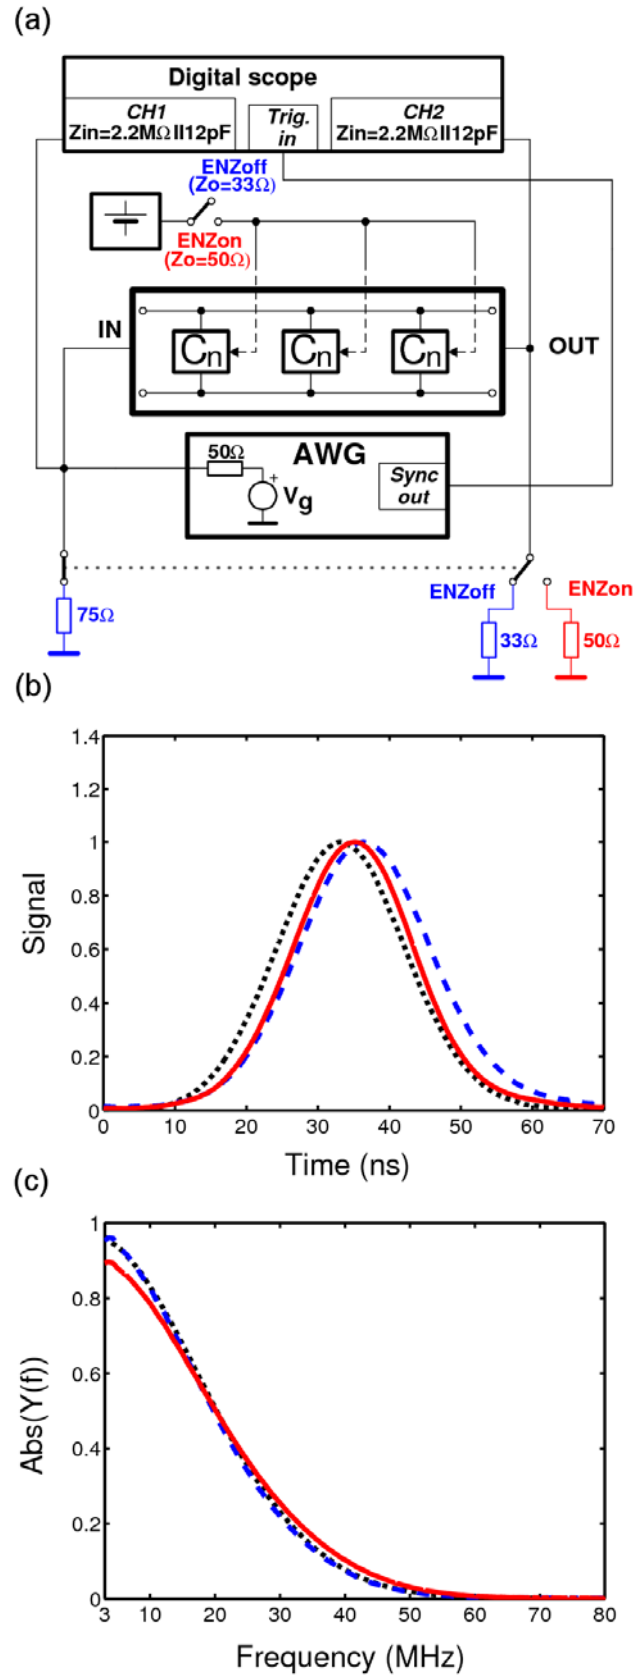 (a)
Digital scope
CH1
Zin=2.2MΩII12pF
Trig.
in
CH2
Zin=2.2MΩII12pF
ENZoff
(Zo=33Ω)
ENZon
(Zo=50Ω)
IN
Cn
Cn
Cn
OUT
50Ω
AWG
+
Vg
Sync
out
75Ω
ENZoff
ENZon
33Ω
50Ω
(b)
1.4
1.2
1
0.8
0.6
0.4
0.2
0
Signal
0 10 20 30 40 50 60 70
Time (ns)
(c)
1
0.8
0.6
0.4
0.2
0
Abs(Y(f))
3 10 20 30 40 50 60 70 80
Frequency (MHz)